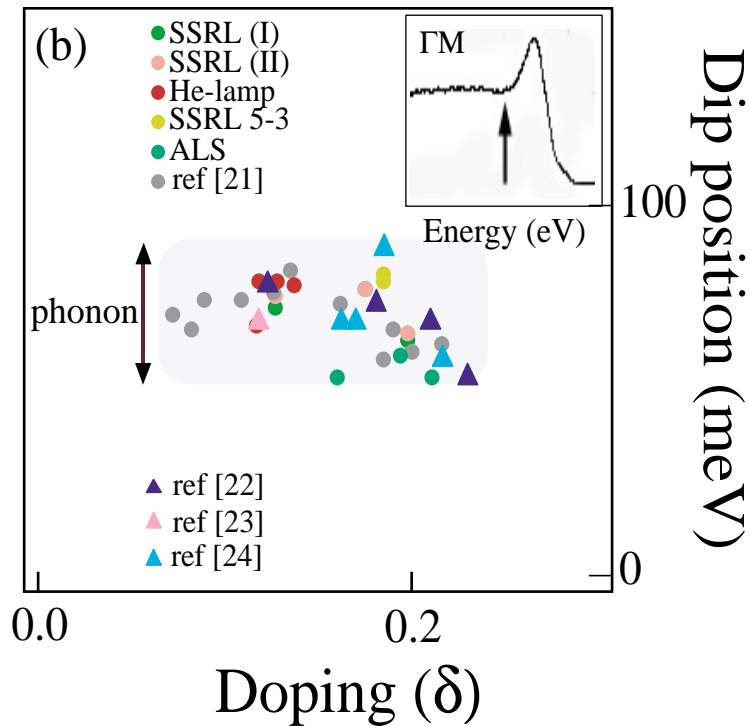 (b)
SSRL (I)
SSRL (II)
He-lamp
SSRL 5-3
ALS
ref [21]
ΓM
Energy (eV)
100
Dip position (meV)
phonon
ref [22]
ref [23]
ref [24]
0
0.0
0.2
Doping (δ)